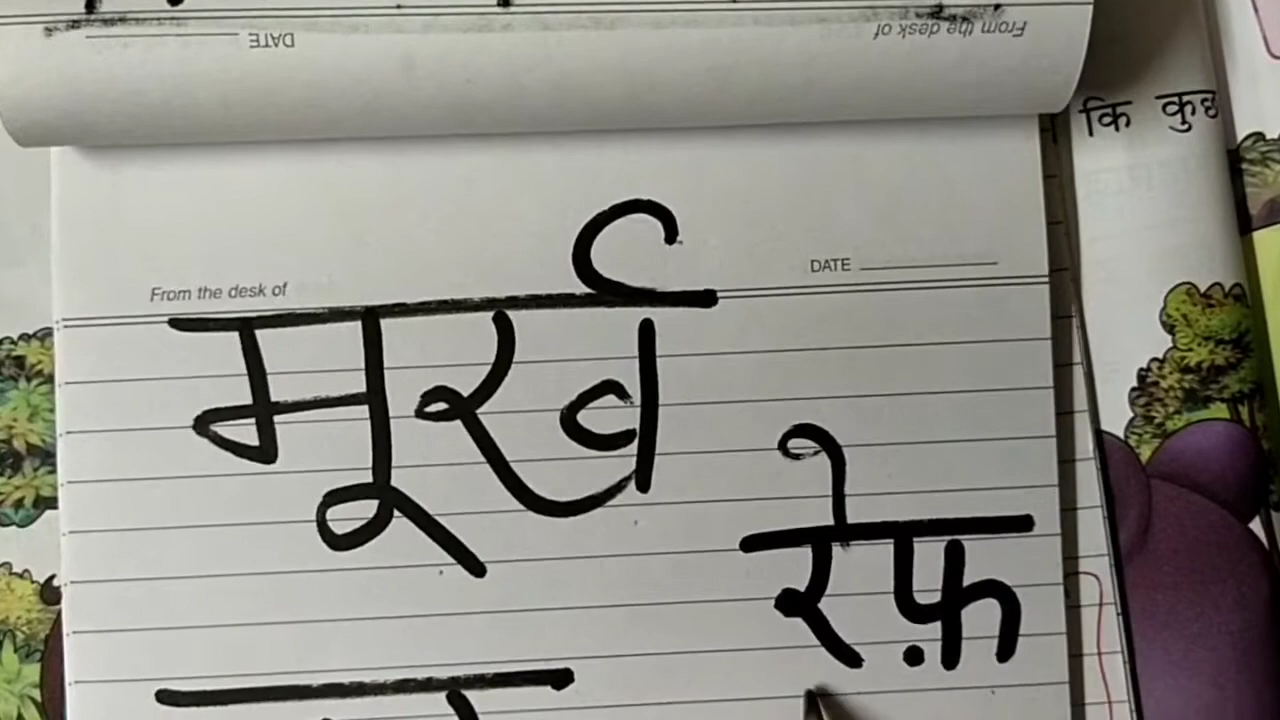 DATE
From the desk of
कि कुछ
From the desk of
DATE
मूर्ख
रेफ़